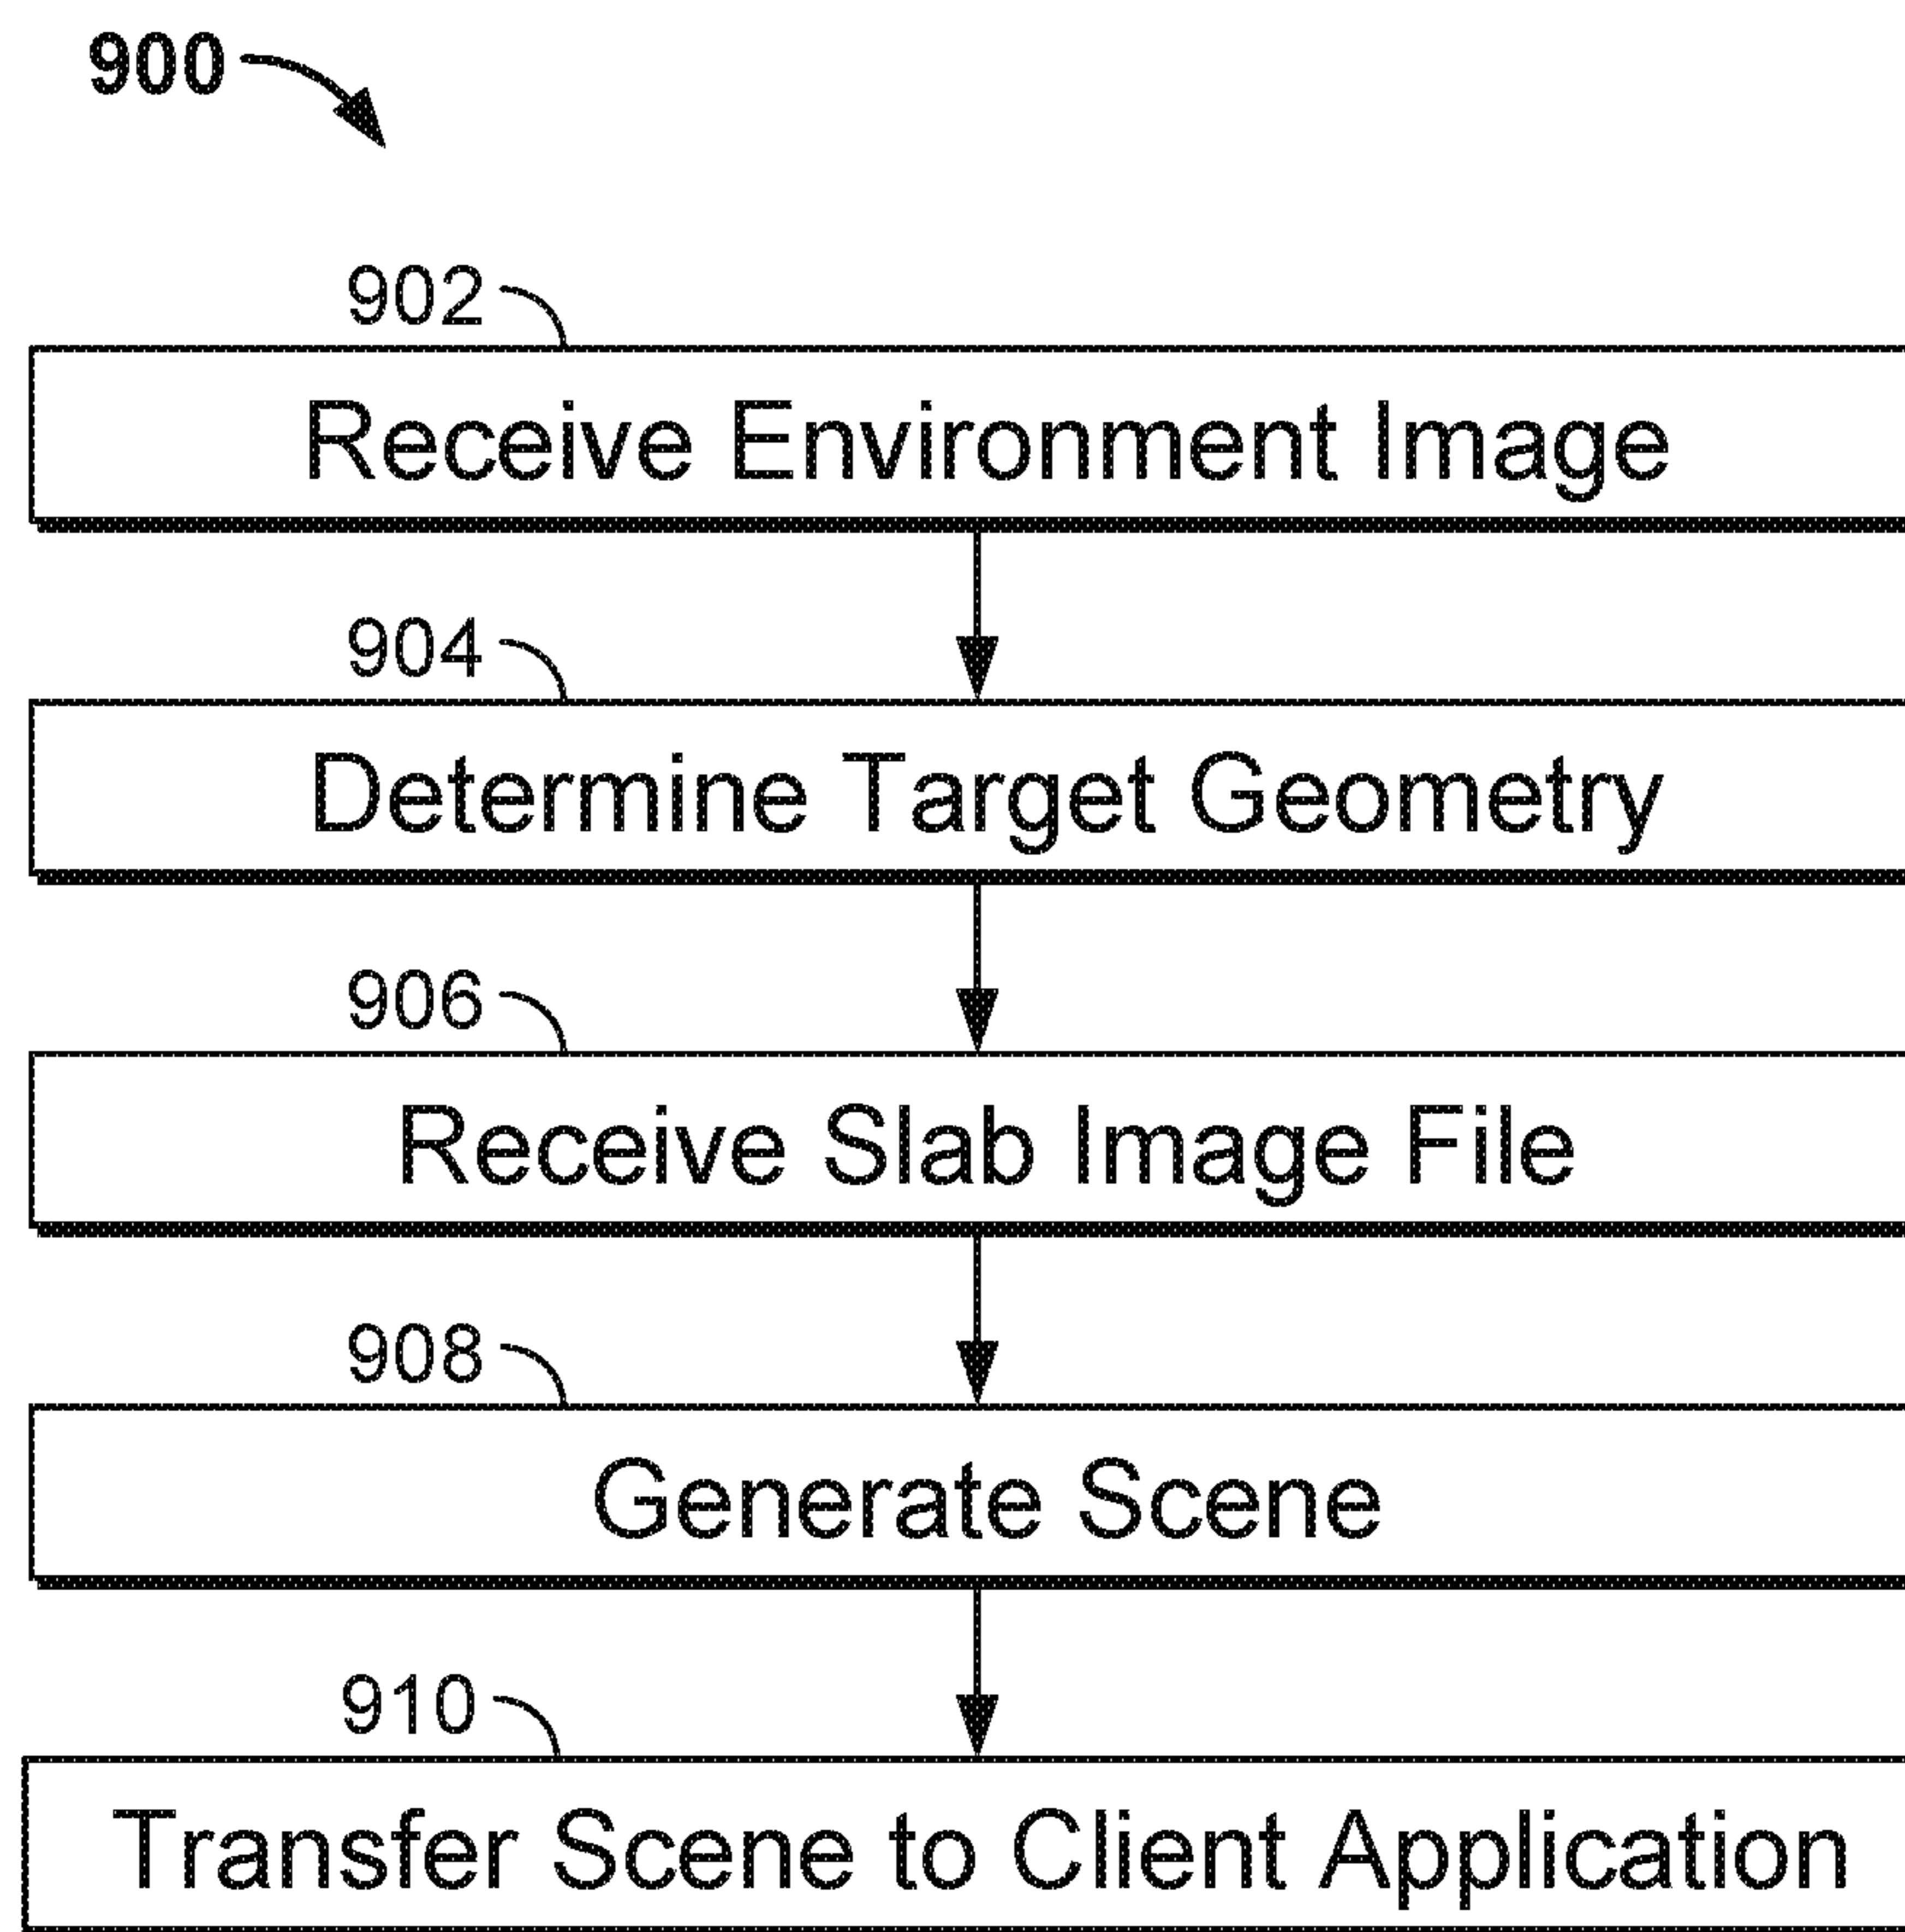 900
902
Receive Environment Image
904
Determine Target Geometry
906
Receive Slab Image File
908
Generate Scene
910
Transfer Scene to Client Application